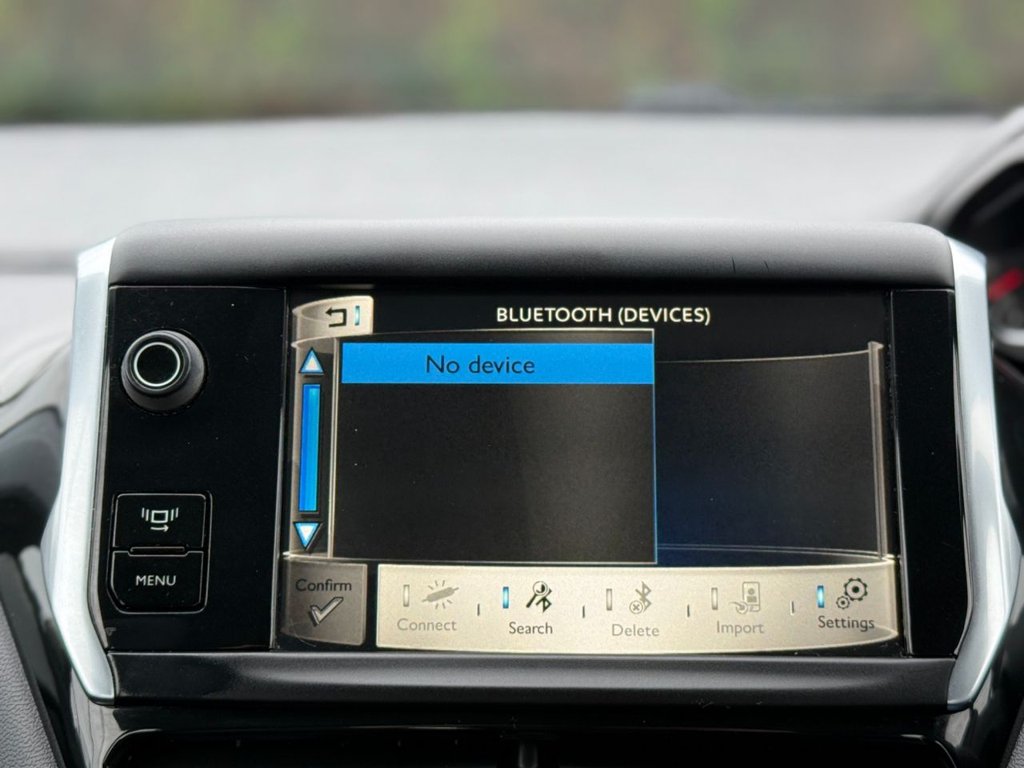 BLUETOOTH (DEVICES)
No device
MENU
Confirm
Connect
Search
Delete
Import
Settings